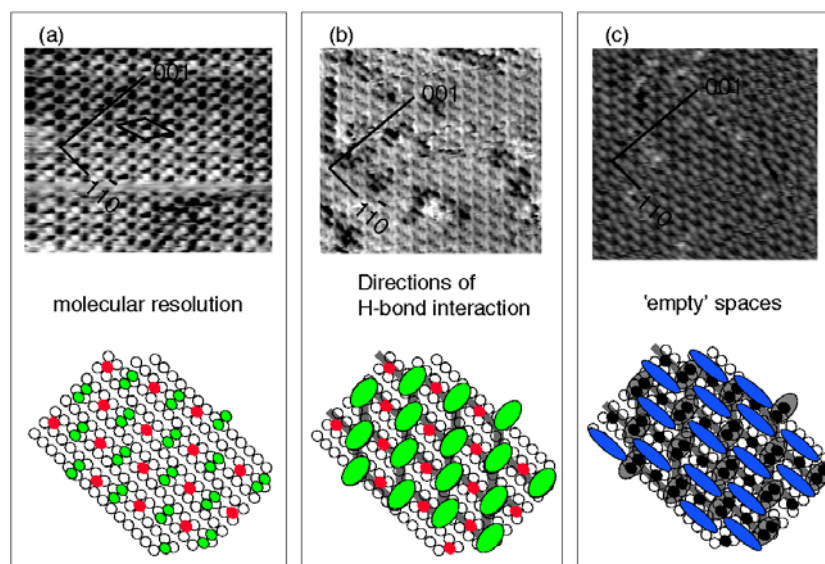 (a)
001
110
molecular resolution
(b)
001
110
Directions of
H-bond interaction
(c)
001
110
'empty' spaces